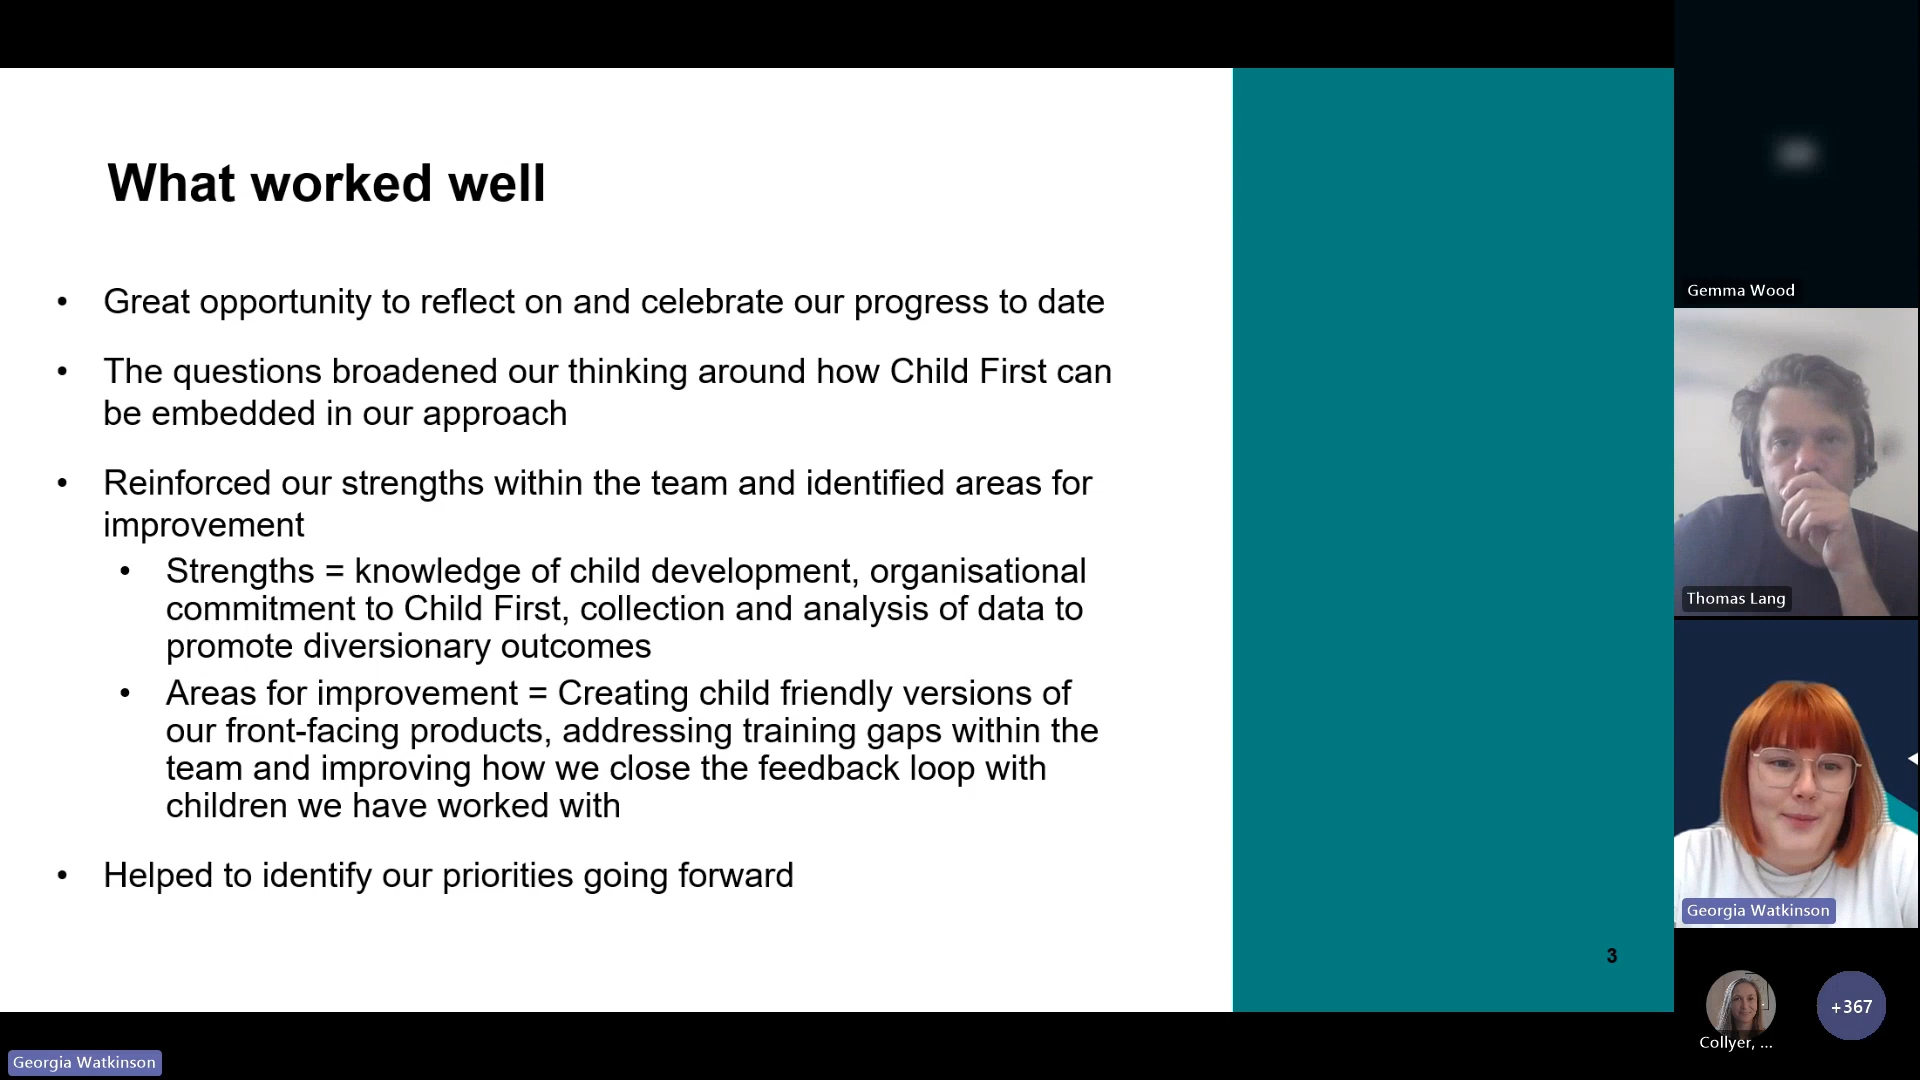 What worked well
• Great opportunity to reflect on and celebrate our progress to date
• The questions broadened our thinking around how Child First can
be embedded in our approach
• Reinforced our strengths within the team and identified areas for
improvement
• Strengths = knowledge of child development, organisational
commitment to Child First, collection and analysis of data to
promote diversionary outcomes
• Areas for improvement = Creating child friendly versions of
our front-facing products, addressing training gaps within the
team and improving how we close the feedback loop with
children we have worked with
• Helped to identify our priorities going forward
3
Gemma Wood
Thomas Lang
Georgia Watkinson
Collyer, ...
+367
Georgia Watkinson